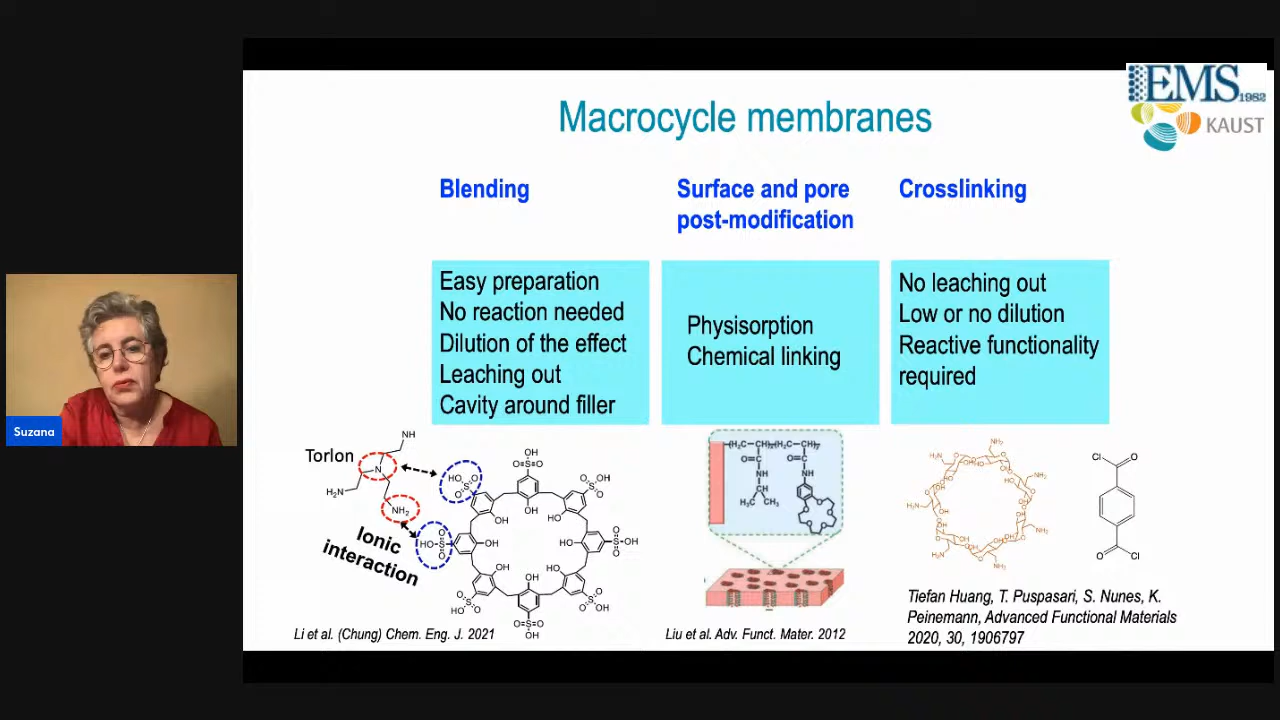 EMS 1982
KAUST
Macrocycle membranes
Blending
Surface and pore
post-modification
Crosslinking
Easy preparation
No reaction needed
Dilution of the effect
Leaching out
Cavity around filler
Physisorption
Chemical linking
No leaching out
Low or no dilution
Reactive functionality
required
Suzana
Torlon
Ionic
interaction
Li et al. (Chung) Chem. Eng. J. 2021
Liu et al. Adv. Funct. Mater. 2012
Tiefan Huang, T. Puspasari, S. Nunes, K.
Peinemann, Advanced Functional Materials
2020, 30, 1906797